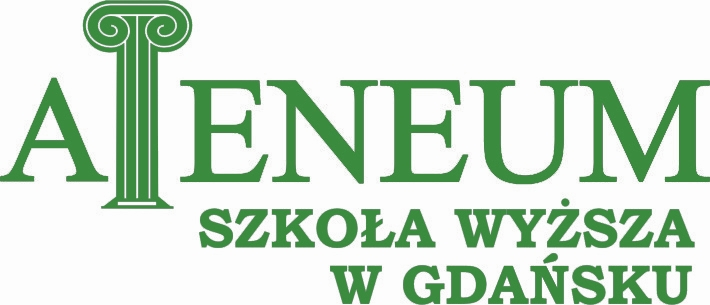 ATENEUM
SZKOŁA WYŻSZA
W GDAŃSKU